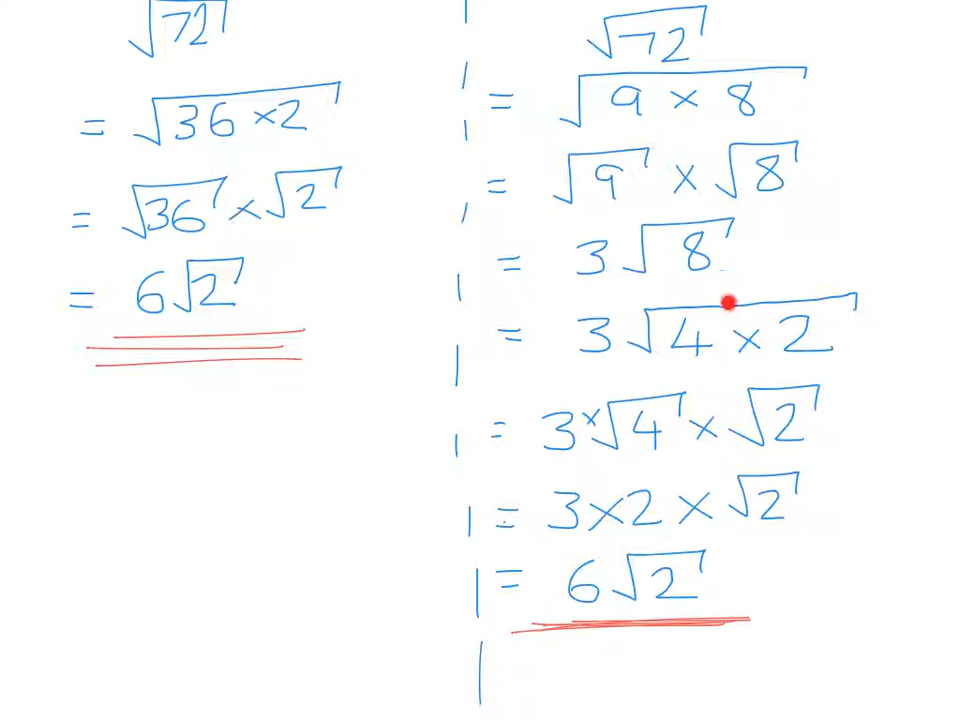 √72
= √36 × 2
= √36 × √2
= 6√2
√72
= √9 × 8
= √9 × √8
= 3√8
= 3√4 × 2
= 3 × √4 × √2
= 3 × 2 × √2
= 6√2